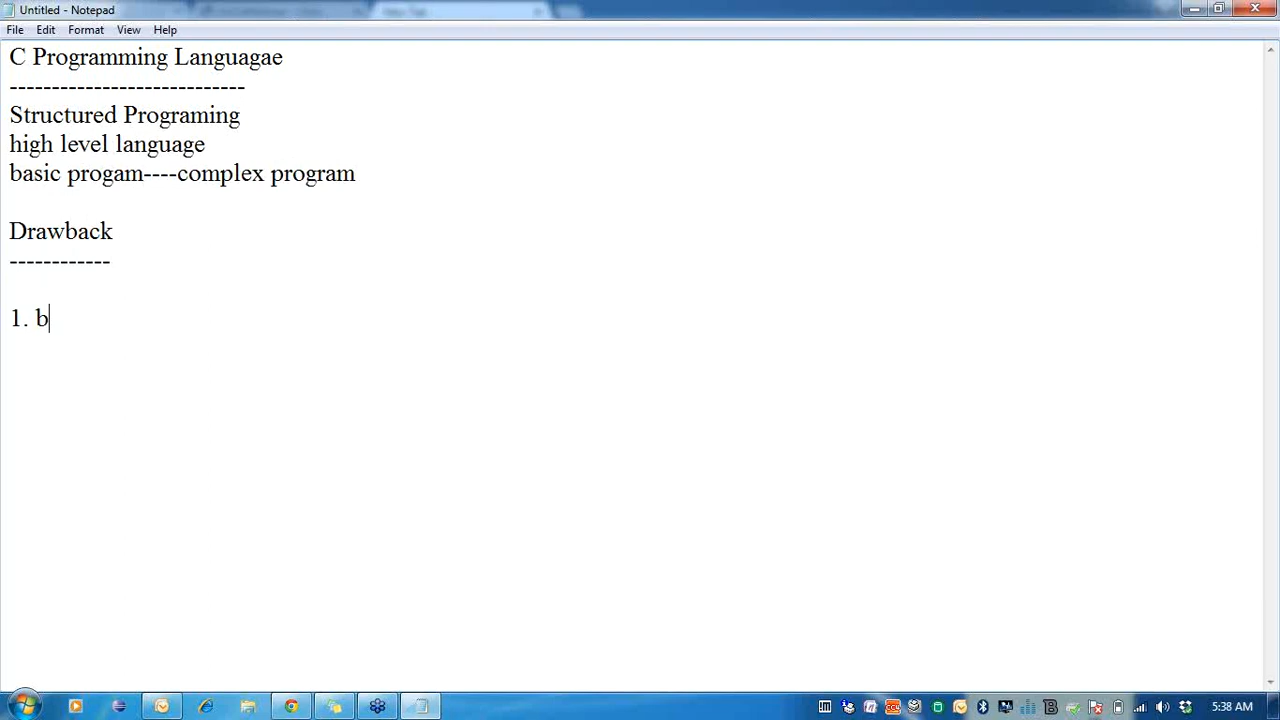 Untitled - Notepad
File Edit Format View Help
C Programming Languagae
----------------------------
Structured Programing
high level language
basic progam----complex program
Drawback
------------
1. b
5:38 AM